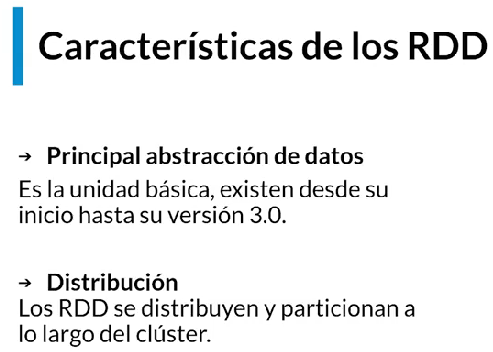 Características de los RDD
→ Principal abstracción de datos
Es la unidad básica, existen desde su
inicio hasta su versión 3.0.
→ Distribución
Los RDD se distribuyen y particionan a
lo largo del clúster.